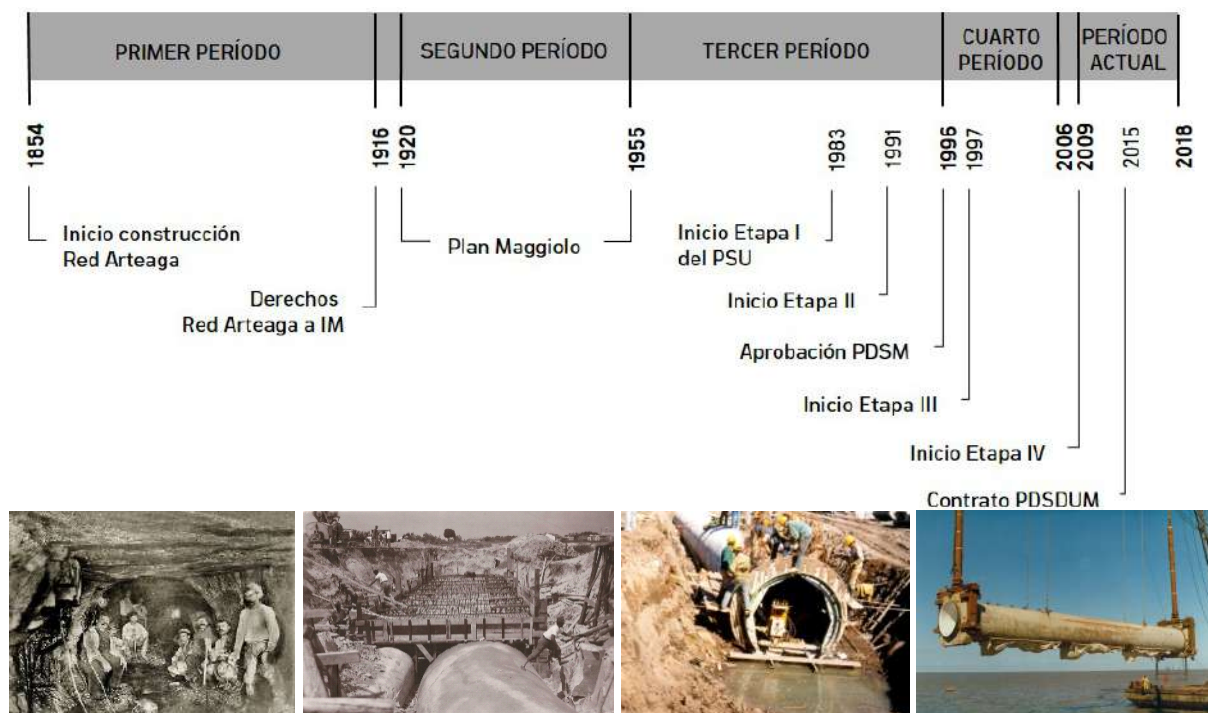 PRIMER PERÍODO
SEGUNDO PERÍODO
TERCER PERÍODO
CUARTO
PERÍODO
PERÍODO
ACTUAL
1854
1916
1920
1955
1983
1991
1996
1997
2006
2009
2015
2018
Inicio construcción
Red Arteaga
Derechos
Red Arteaga a IM
Plan Maggiolo
Inicio Etapa I
del PSU
Inicio Etapa II
Aprobación PDSM
Inicio Etapa III
Inicio Etapa IV
Contrato PDSDUM